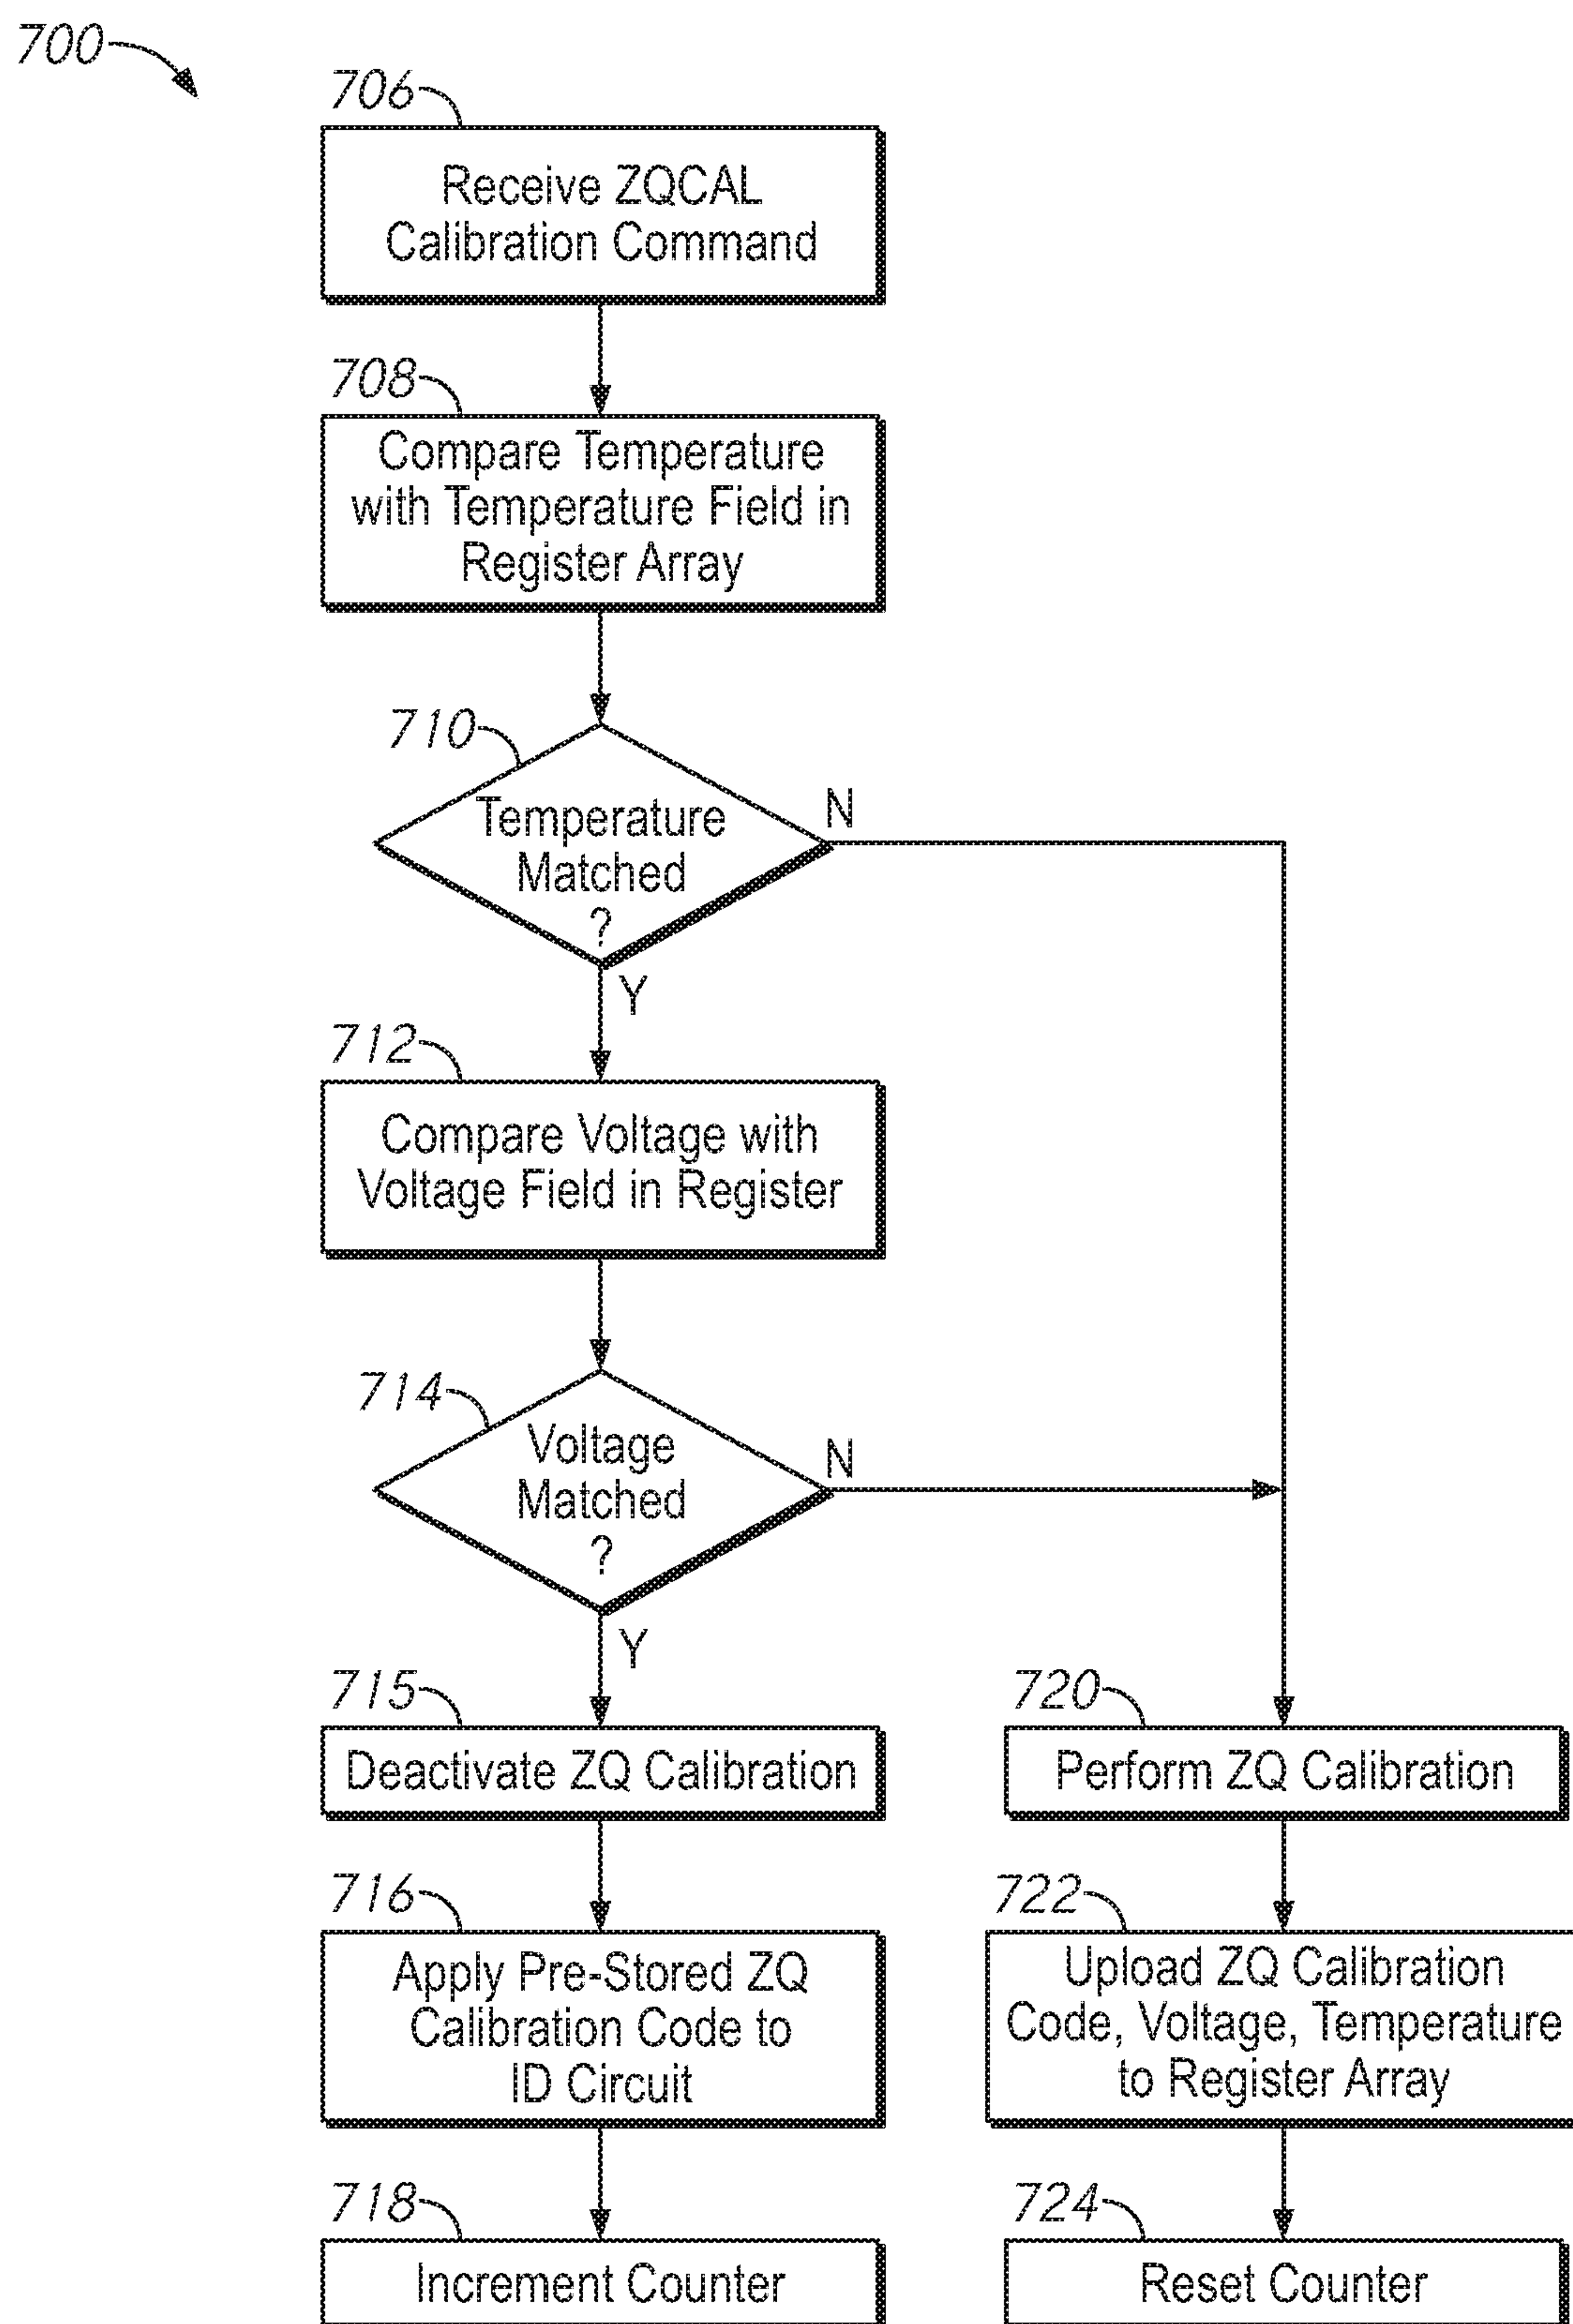 700
706
Receive ZQCAL
Calibration Command
708
Compare Temperature
with Temperature Field in
Register Array
710
Temperature
Matched
?
N
Y
712
Compare Voltage with
Voltage Field in Register
714
Voltage
Matched
?
N
Y
715
Deactivate ZQ Calibration
720
Perform ZQ Calibration
716
Apply Pre-Stored ZQ
Calibration Code to
ID Circuit
722
Upload ZQ Calibration
Code, Voltage, Temperature
to Register Array
718
Increment Counter
724
Reset Counter